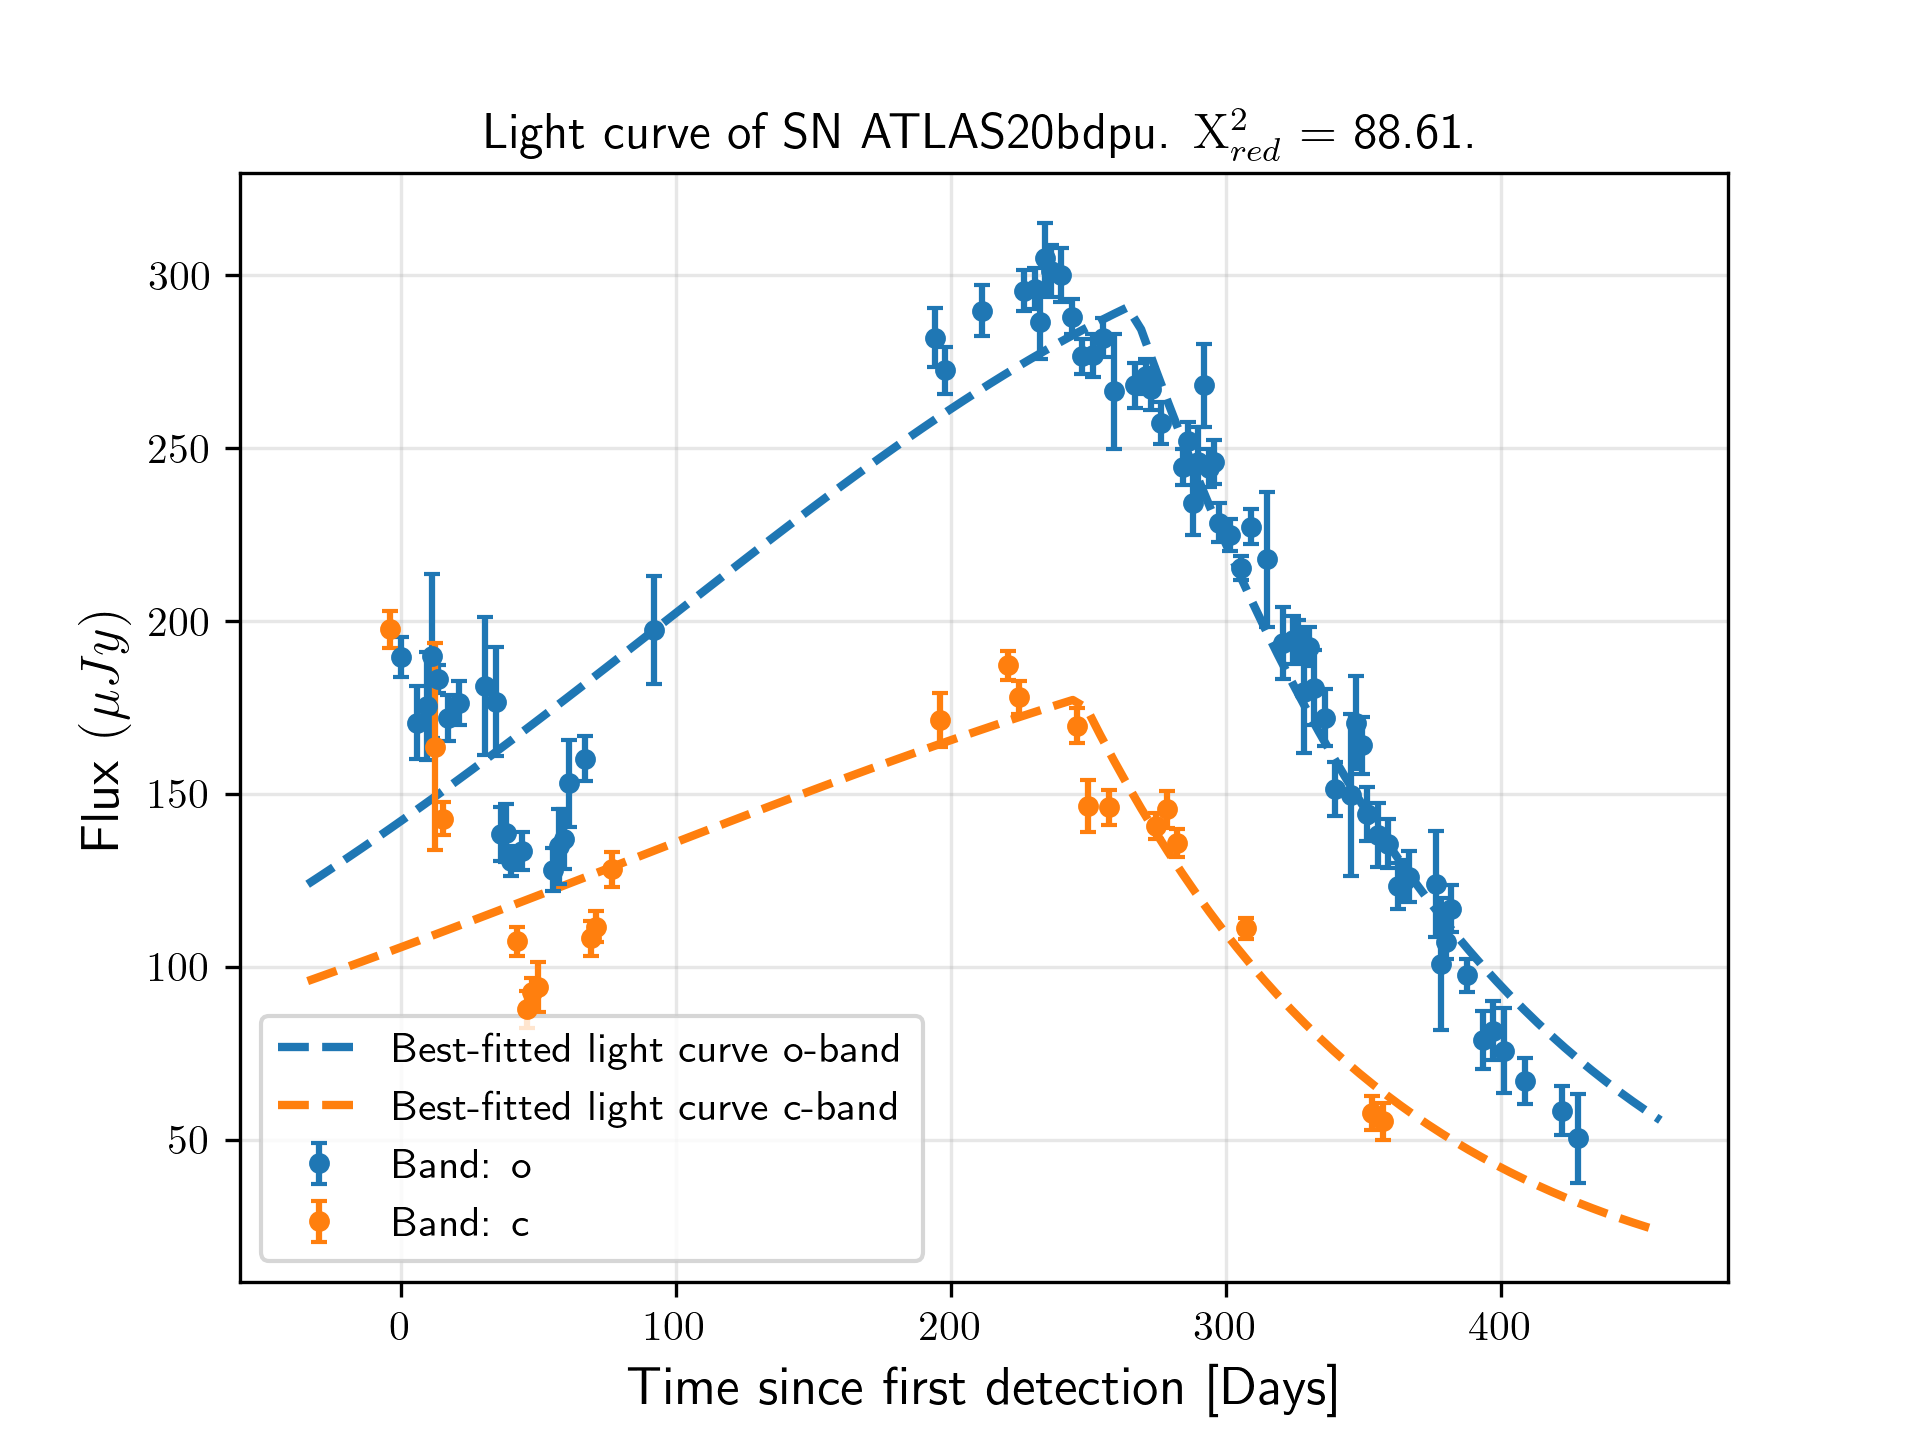 Light curve of SN ATLAS20bdpu. X²_red = 88.61.
Flux (μJy)
300
250
200
150
100
50
Best-fitted light curve o-band
Best-fitted light curve c-band
Band: o
Band: c
0 100 200 300 400
Time since first detection [Days]